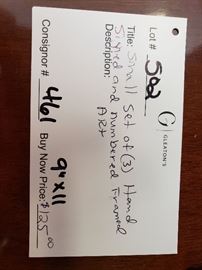 Lot # 502
G
GLEATON'S
Title: Small Set of (3) Hand
Signed and Numbered Framed
Art
Description:
9"x11
Consignor # 461 Buy Now Price: $125.00